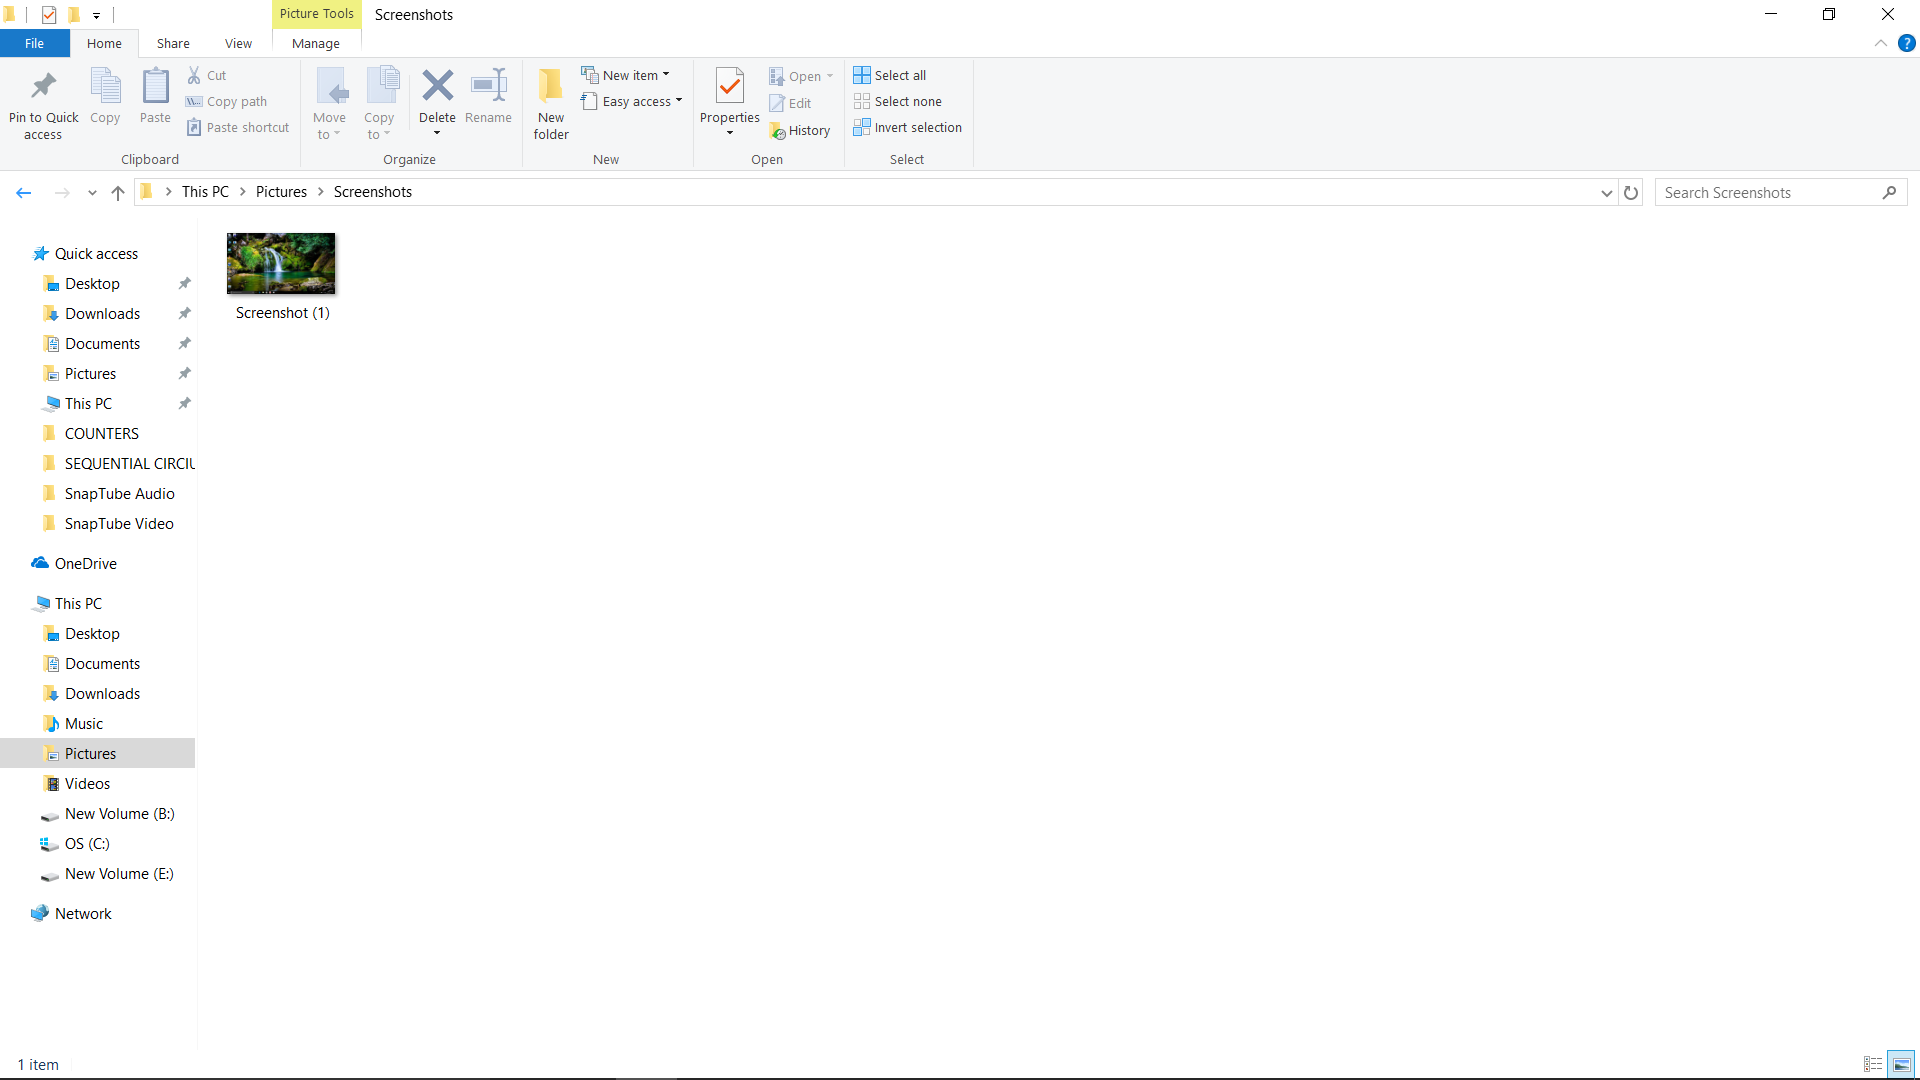 Picture Tools
Screenshots
File
Home
Share
View
Manage
Pin to Quick
access
Copy
Paste
Cut
Copy path
Paste shortcut
Clipboard
Move
to
Copy
to
Delete
Rename
Organize
New
folder
New item
Easy access
New
Properties
Open
Edit
History
Open
Select all
Select none
Invert selection
Select
This PC
Pictures
Screenshots
Search Screenshots
Quick access
Desktop
Downloads
Documents
Pictures
This PC
COUNTERS
SEQUENTIAL CIRCIU
SnapTube Audio
SnapTube Video
OneDrive
This PC
Desktop
Documents
Downloads
Music
Pictures
Videos
New Volume (B:)
OS (C:)
New Volume (E:)
Network
Screenshot (1)
1 item